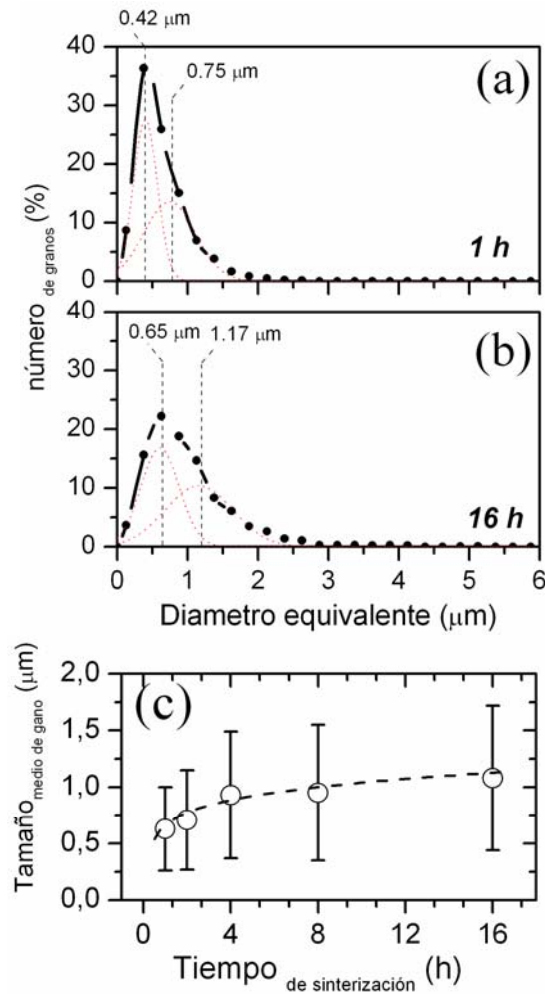 0.42 μm
0.75 μm
(a)
40
30
20
10
0
1 h
número de granos (%)
0.65 μm
1.17 μm
(b)
40
30
20
10
0
16 h
0 1 2 3 4 5 6
Diametro equivalente (μm)
(c)
2,0
1,5
1,0
0,5
0,0
Tamaño medio de gano (μm)
0 4 8 12 16
Tiempo de sinterización (h)